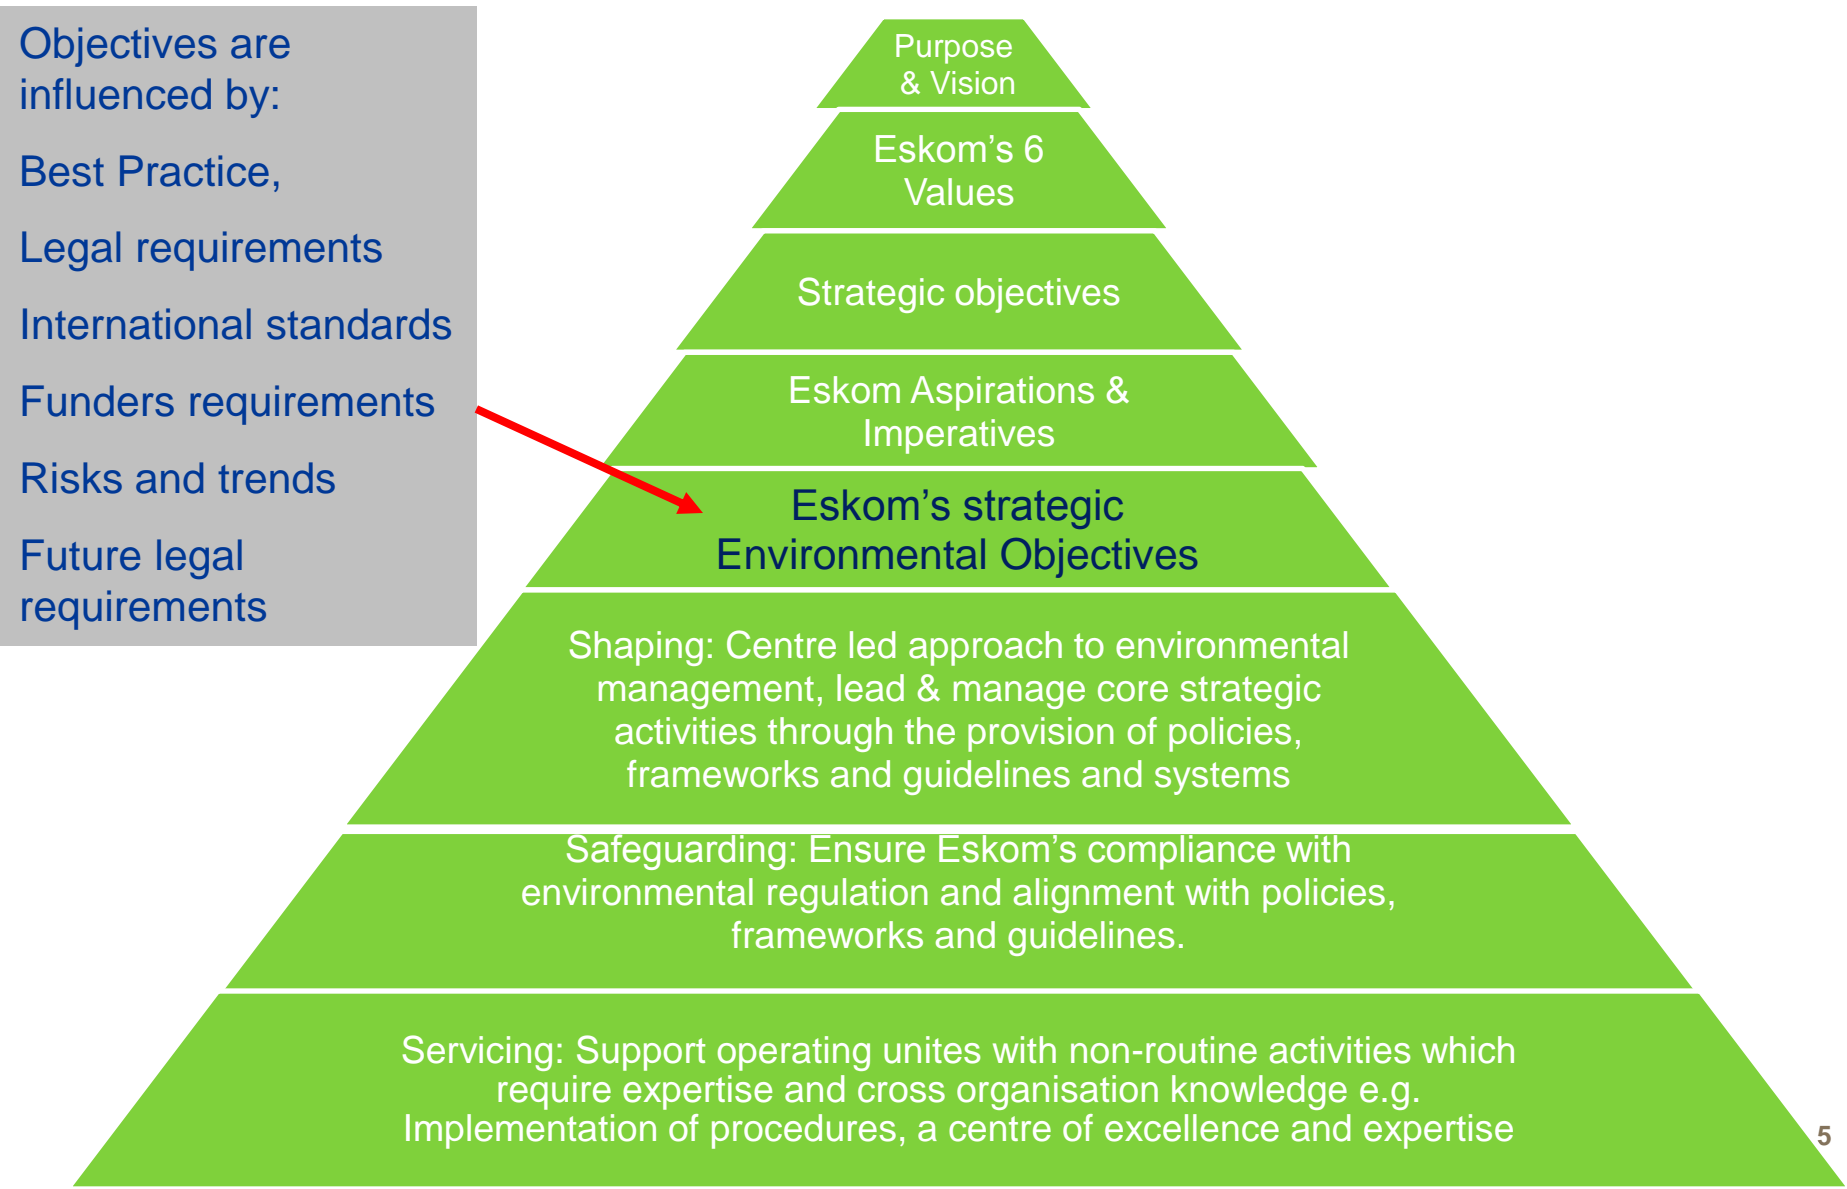 Objectives are
influenced by:
Best Practice,
Legal requirements
International standards
Funders requirements
Risks and trends
Future legal
requirements
Purpose
& Vision
Eskom’s 6
Values
Strategic objectives
Eskom Aspirations &
Imperatives
Eskom’s strategic
Environmental Objectives
Shaping: Centre led approach to environmental
management, lead & manage core strategic
activities through the provision of policies,
frameworks and guidelines and systems
Safeguarding: Ensure Eskom’s compliance with
environmental regulation and alignment with policies,
frameworks and guidelines.
Servicing: Support operating unites with non-routine activities which
require expertise and cross organisation knowledge e.g.
Implementation of procedures, a centre of excellence and expertise
5